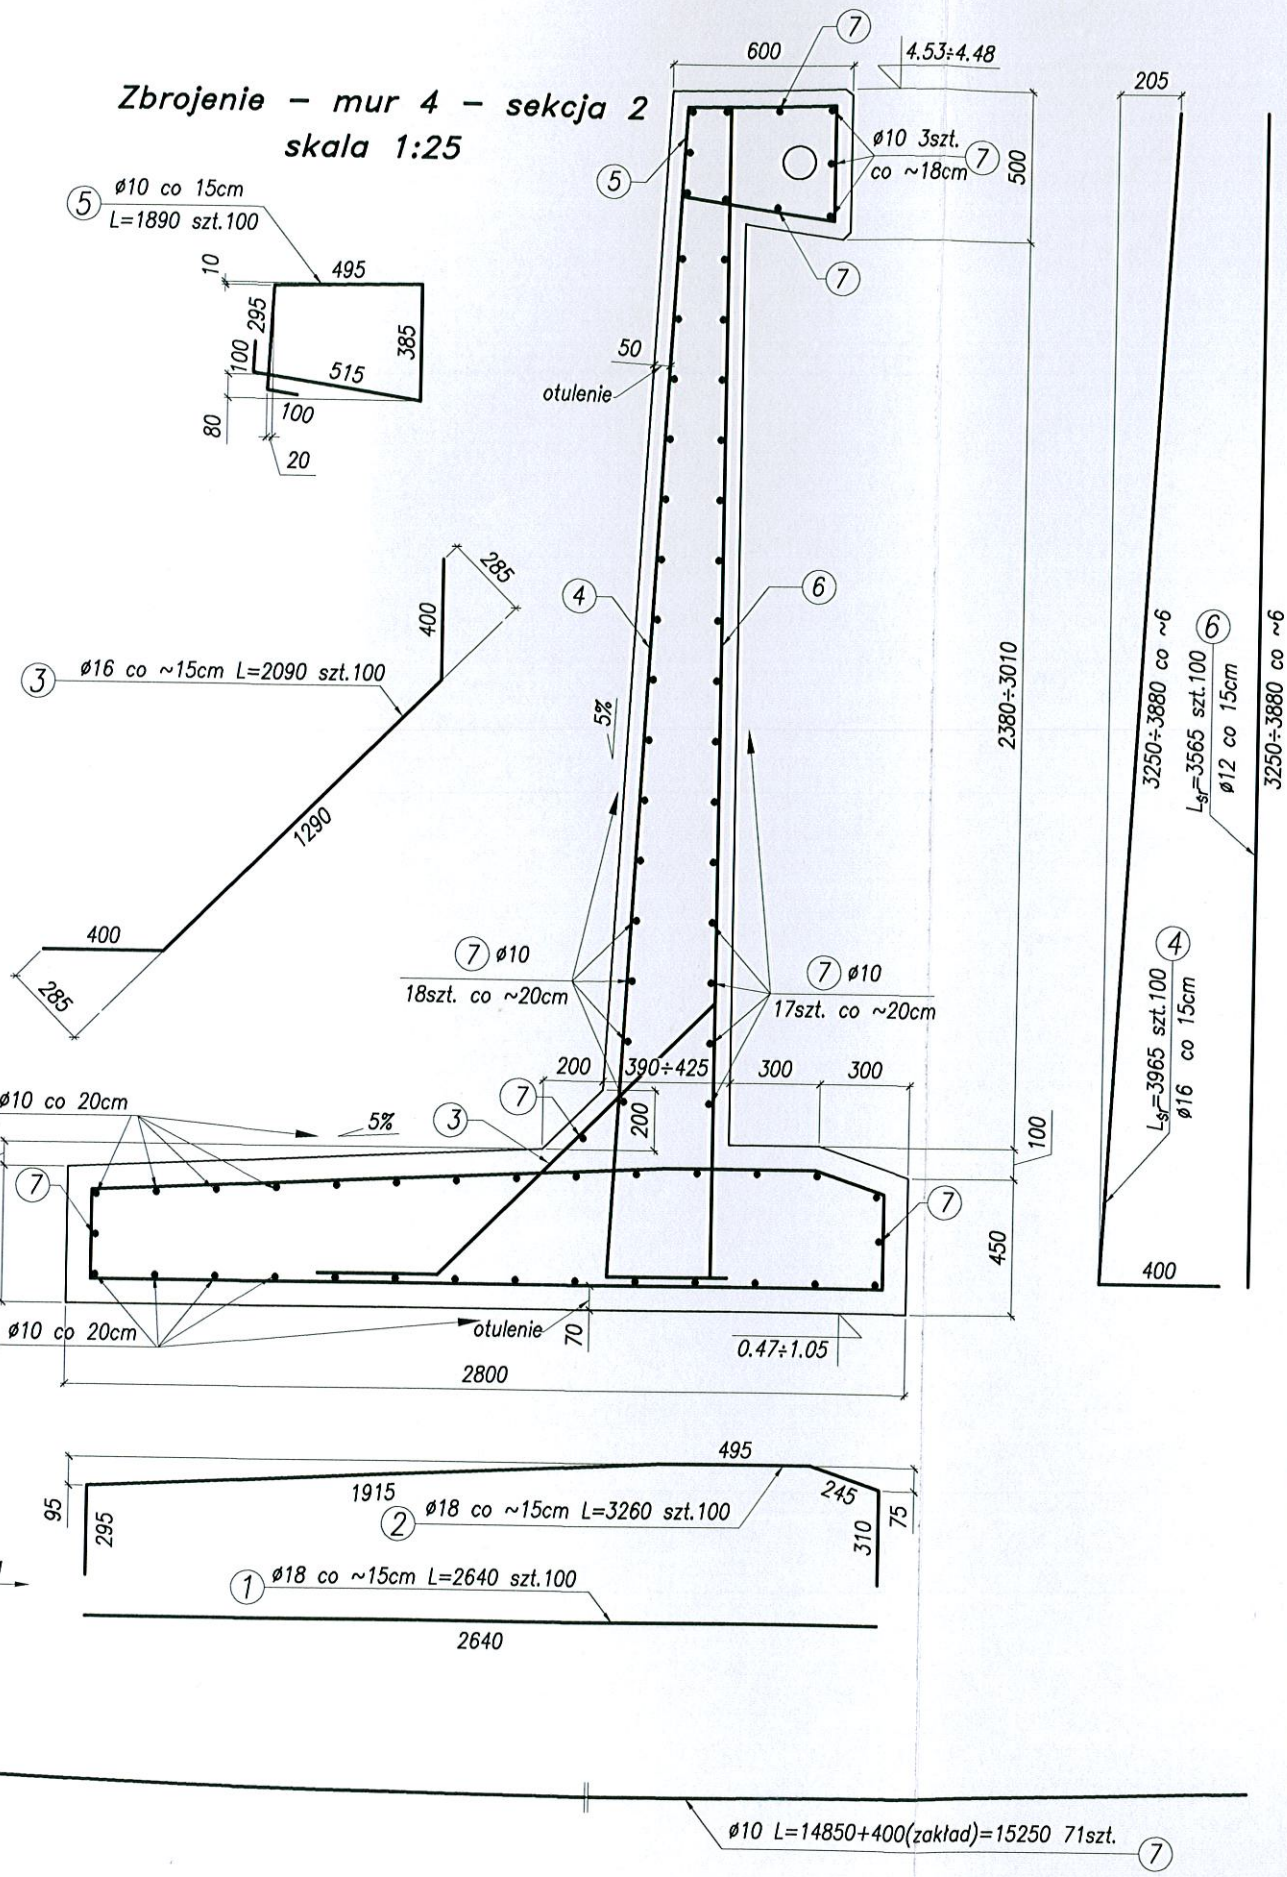 Zbrojenie - mur 4 - sekcja 2
skala 1:25
600
7
4.53÷4.48
205
ø10 3szt.
co ~18cm
7
500
5
7
5
ø10 co 15cm
L=1890 szt.100
10
495
295
100
385
515
80
100
20
50
otulenie
285
400
3
ø16 co ~15cm L=2090 szt.100
1290
400
285
4
6
5%
2380÷3010
3250÷3880 co ~6
6
Lśr=3565 szt.100
ø12 co 15cm
3250÷3880 co ~6
7 ø10
18szt. co ~20cm
7 ø10
17szt. co ~20cm
4
Lśr=3965 szt.100
ø16 co 15cm
400
200
390÷425
300
300
7
200
100
ø10 co 20cm
5%
3
7
7
450
ø10 co 20cm
otulenie
70
0.47÷1.05
2800
495
95
295
1915
245
2
ø18 co ~15cm L=3260 szt.100
310
75
1
ø18 co ~15cm L=2640 szt.100
2640
ø10 L=14850+400(zakład)=15250 71szt.
7